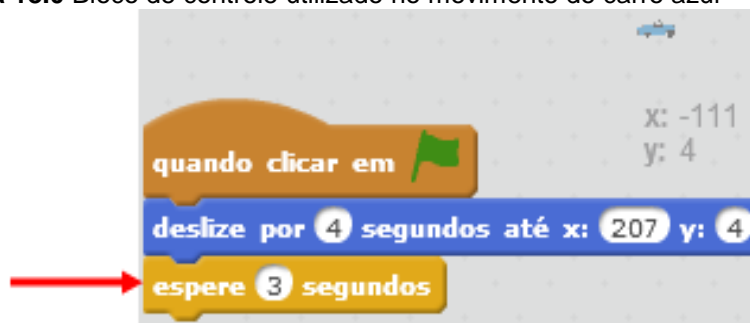 Bloco de controle utilizado no movimento do carro azul
x: -111
y: 4
quando clicar em
deslize por 4 segundos até x: 207 y: 4
espere 3 segundos